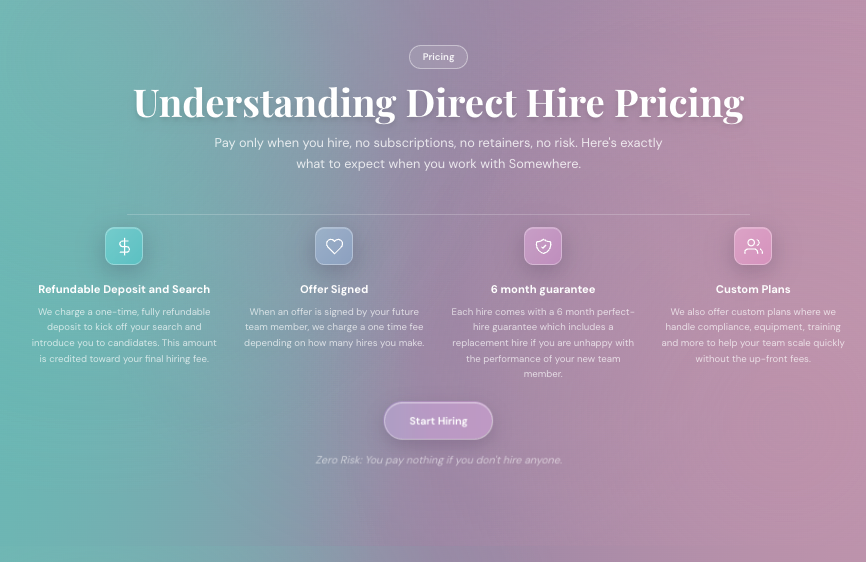 Pricing
Understanding Direct Hire Pricing
Pay only when you hire, no subscriptions, no retainers, no risk. Here's exactly
what to expect when you work with Somewhere.
Refundable Deposit and Search
We charge a one-time, fully refundable
deposit to kick off your search and
introduce you to candidates. This amount
is credited toward your final hiring fee.
Offer Signed
When an offer is signed by your future
team member, we charge a one time fee
depending on how many hires you make.
6 month guarantee
Each hire comes with a 6 month perfect-
hire guarantee which includes a
replacement hire if you are unhappy with
the performance of your new team
member.
Custom Plans
We also offer custom plans where we
handle compliance, equipment, training
and more to help your team scale quickly
without the up-front fees.
Start Hiring
Zero Risk: You pay nothing if you don't hire anyone.